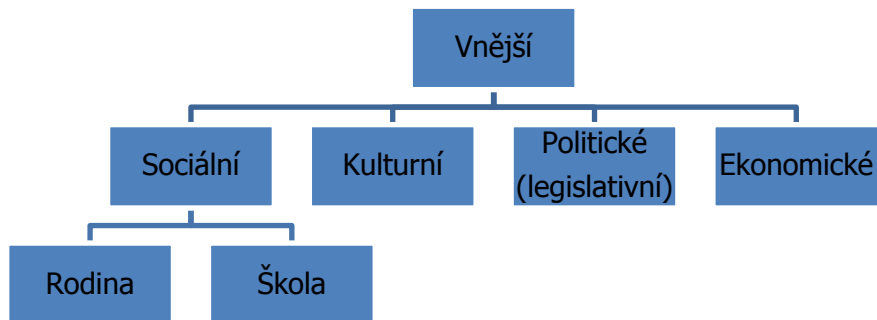 Vnější
Sociální
Kulturní
Politické
(legislativní)
Ekonomické
Rodina
Škola